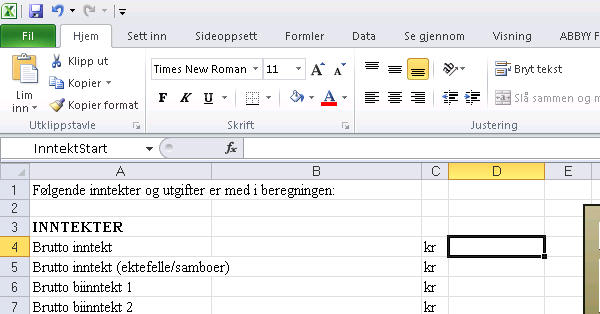 Fil Hjem Sett inn Sideoppsett Formler Data Se gjennom Visning ABBYY F
Lim inn
Klipp ut
Kopier
Kopier format
Utklippstavle
Times New Roman 11 A A
F K U A
Skrift
Bryt tekst
Slå sammen og m
Justering
InntektStart fx
A B C D E
1 Følgende inntekter og utgifter er med i beregningen:
2
3 INNTEKTER
4 Brutto inntekt kr
5 Brutto inntekt (ektefelle/samboer) kr
6 Brutto biinntekt 1 kr
7 Brutto biinntekt 2 kr